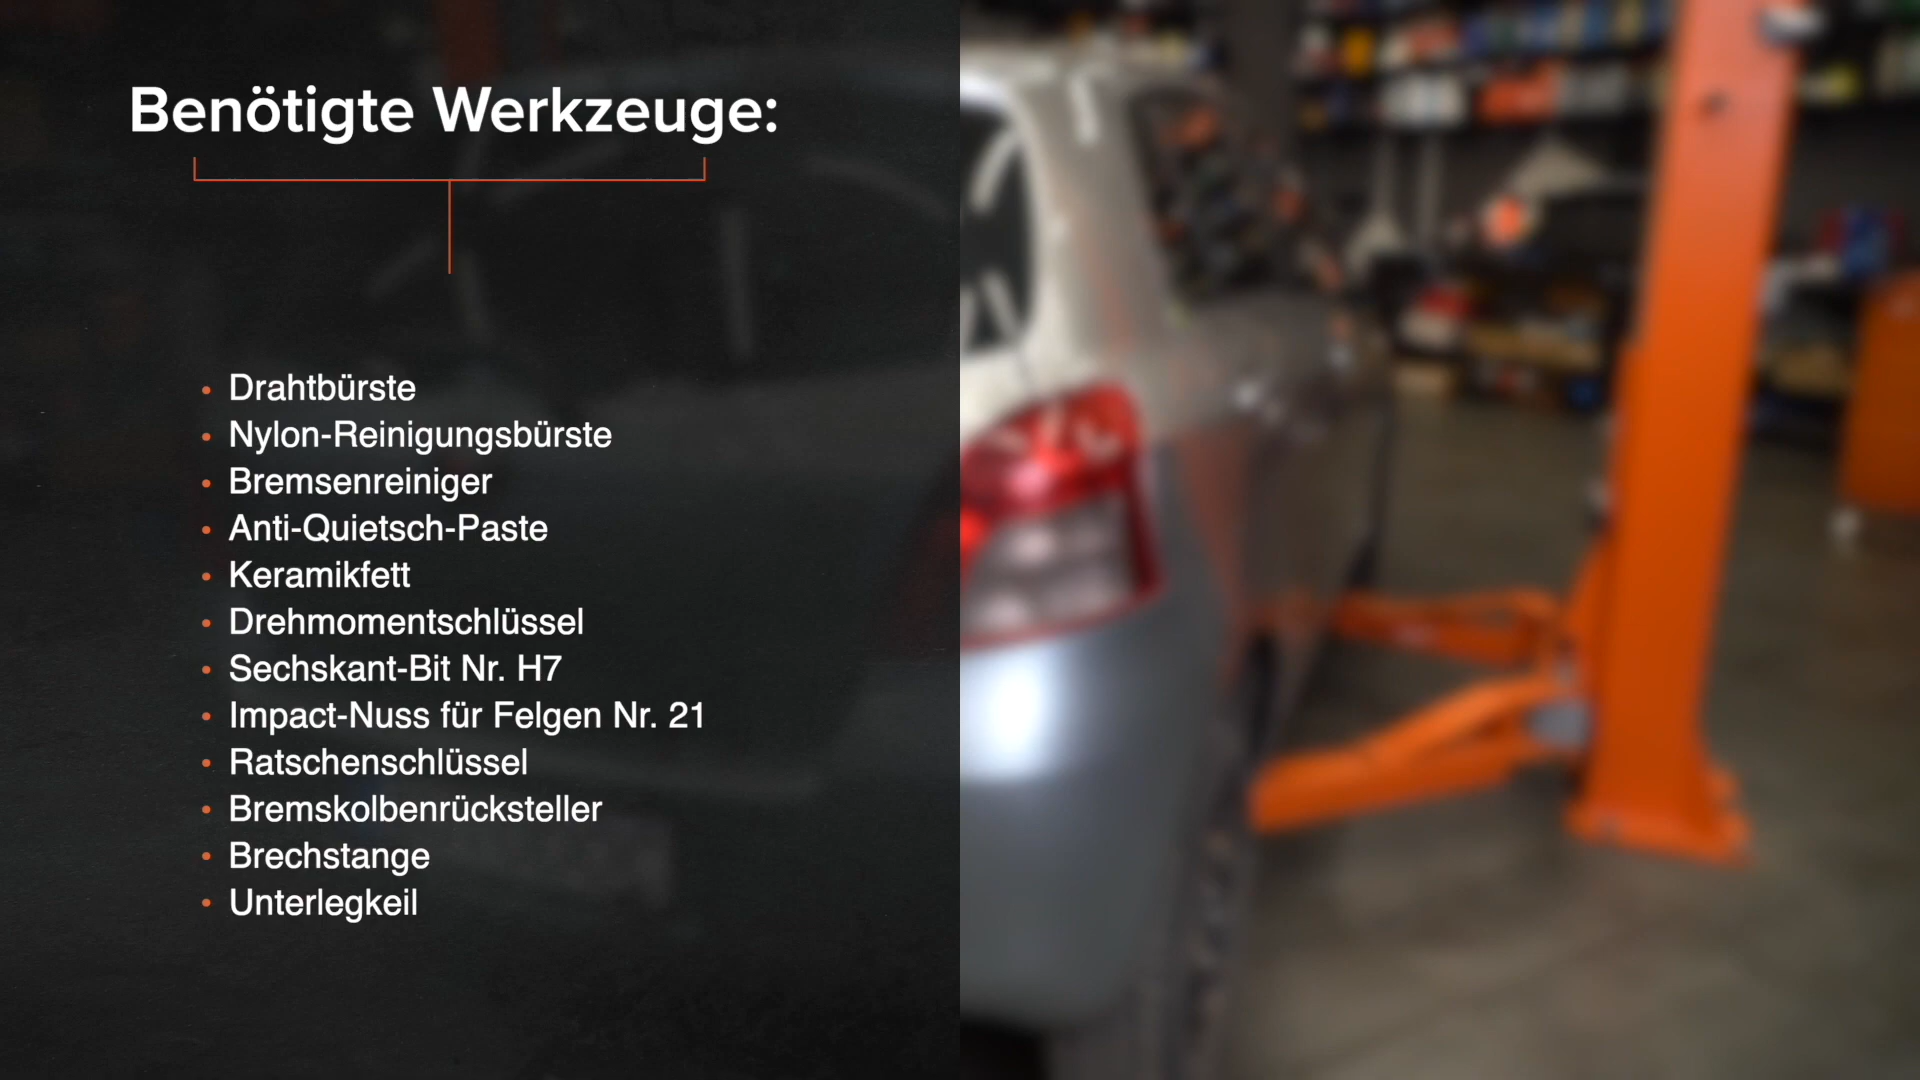 Benötigte Werkzeuge:
Drahtbürste
Nylon-Reinigungsbürste
Bremsenreiniger
Anti-Quietsch-Paste
Keramikfett
Drehmomentschlüssel
Sechskant-Bit Nr. H7
Impact-Nuss für Felgen Nr. 21
Ratschenschlüssel
Bremskolbenrücksteller
Brechstange
Unterlegkeil